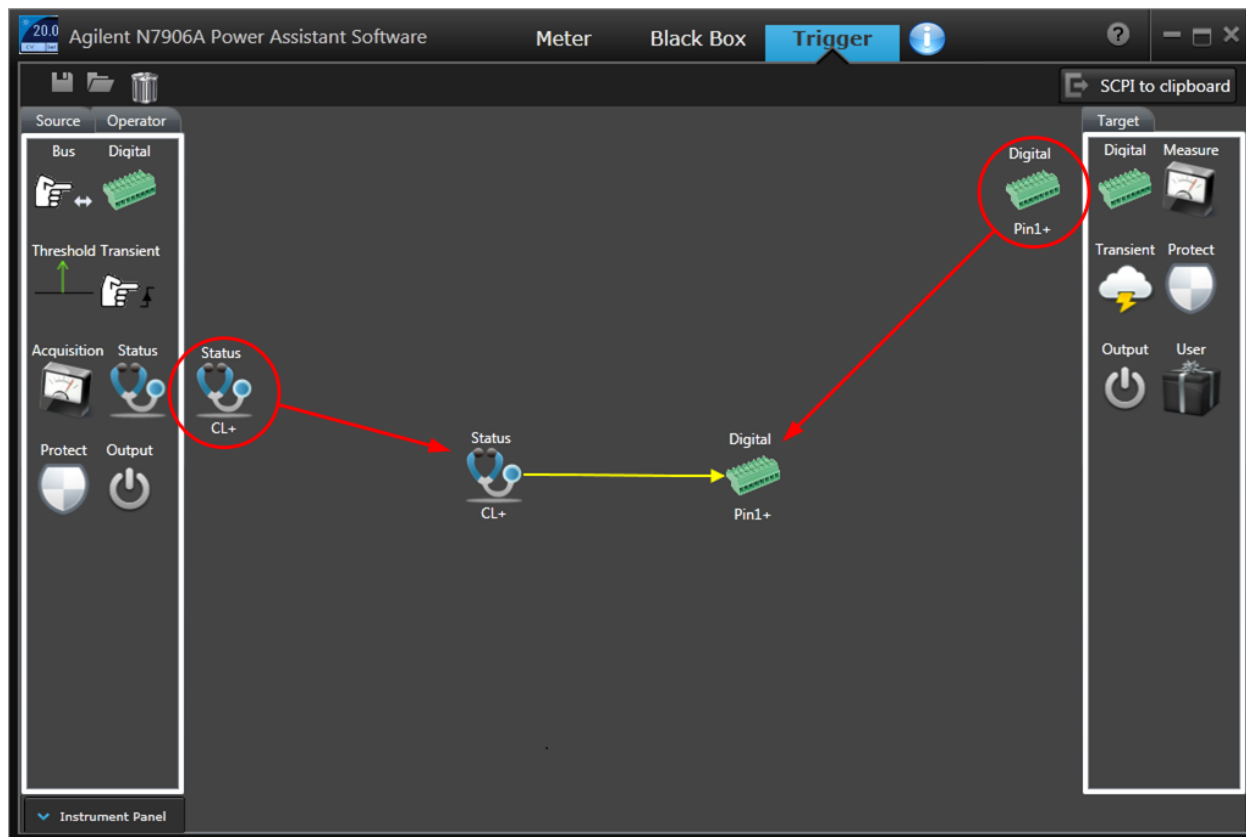 20.0
Agilent N7906A Power Assistant Software
Meter
Black Box
Trigger
i
?
SCPI to clipboard
Source
Operator
Target
Bus
Digital
Threshold
Transient
Acquisition
Status
Protect
Output
Status
CL+
Status
CL+
Digital
Pin1+
Digital
Pin1+
Digital
Measure
Transient
Protect
Output
User
Instrument Panel